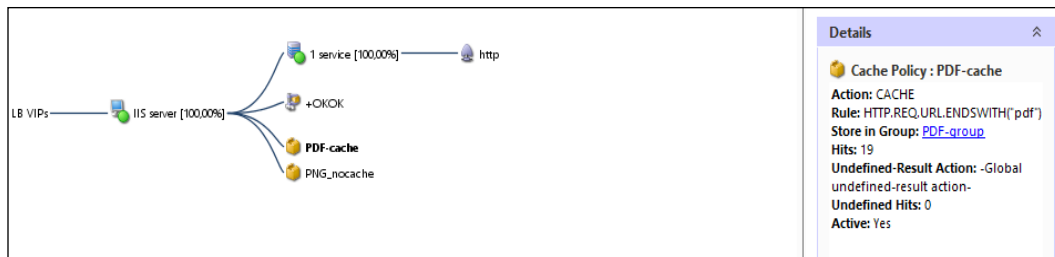 LB VIPs
IIS server [100,00%]
1 service [100,00%]
http
+OKOK
PDF-cache
PNG_nocache
Details
Cache Policy : PDF-cache
Action: CACHE
Rule: HTTP.REQ.URL.ENDSWITH("pdf")
Store in Group: PDF-group
Hits: 19
Undefined-Result Action: -Global
undefined-result action-
Undefined Hits: 0
Active: Yes